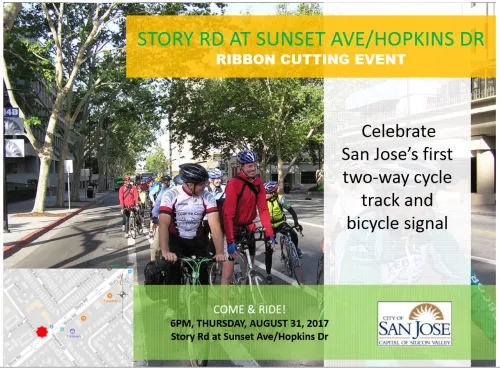 STORY RD AT SUNSET AVE/HOPKINS DR
RIBBON CUTTING EVENT
Celebrate
San Jose's first
two-way cycle
track and
bicycle signal
COME & RIDE!
6PM, THURSDAY, AUGUST 31, 2017
Story Rd at Sunset Ave/Hopkins Dr
CITY OF
SAN JOSE
CAPITAL OF SILICON VALLEY